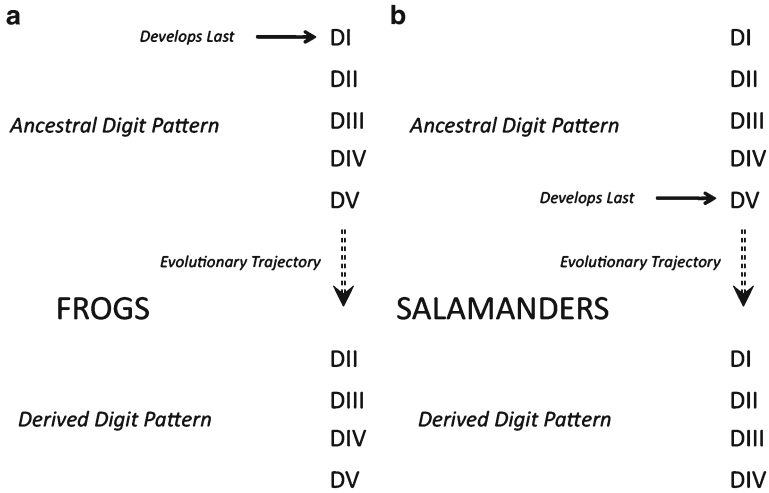 a
Develops Last
DI
DII
Ancestral Digit Pattern
DIII
DIV
DV
Evolutionary Trajectory
FROGS
DII
DIII
Derived Digit Pattern
DIV
DV
b
DI
DII
Ancestral Digit Pattern
DIII
DIV
Develops Last
DV
Evolutionary Trajectory
SALAMANDERS
DI
DII
Derived Digit Pattern
DIII
DIV